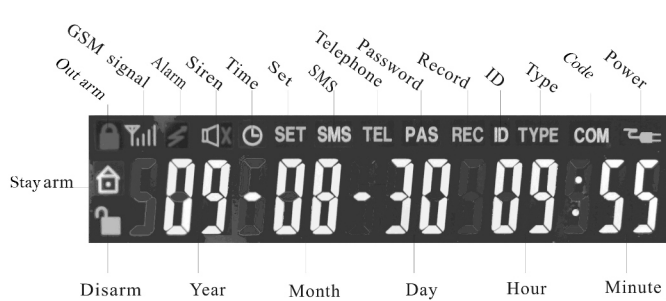 Out arm
GSM signal
Alarm
Siren
Time
Set
SMS
Telephone
Password
Record
ID
Type
Code
Power
SET SMS TEL PAS REC ID TYPE COM
Stay arm
09-08-30 09:55
Disarm Year Month Day Hour Minute